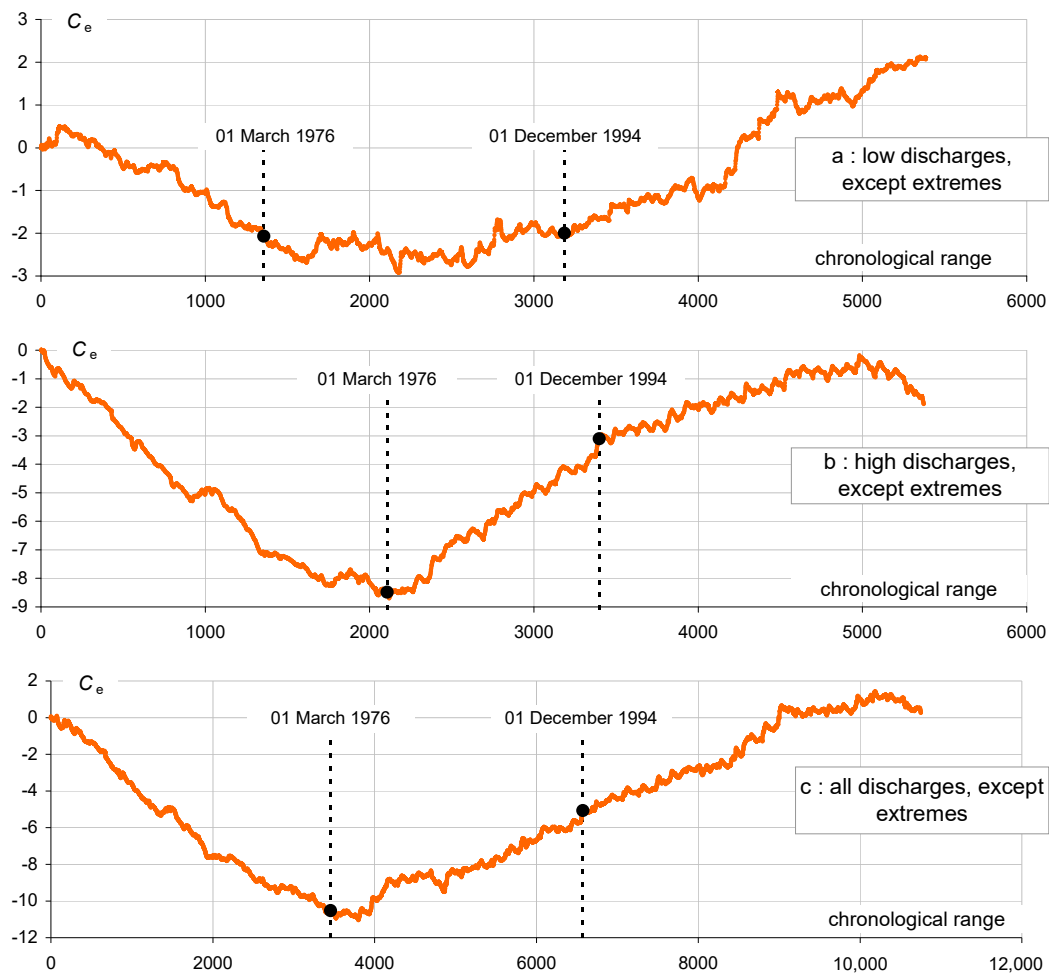 C e
3
2
1
0
-1
-2
-3
01 March 1976
01 December 1994
a : low discharges,
except extremes
chronological range
0 1000 2000 3000 4000 5000 6000
C e
0
-1
-2
-3
-4
-5
-6
-7
-8
-9
01 March 1976
01 December 1994
b : high discharges,
except extremes
chronological range
0 1000 2000 3000 4000 5000 6000
C e
2
0
-2
-4
-6
-8
-10
-12
01 March 1976
01 December 1994
c : all discharges, except
extremes
chronological range
0 2000 4000 6000 8000 10,000 12,000